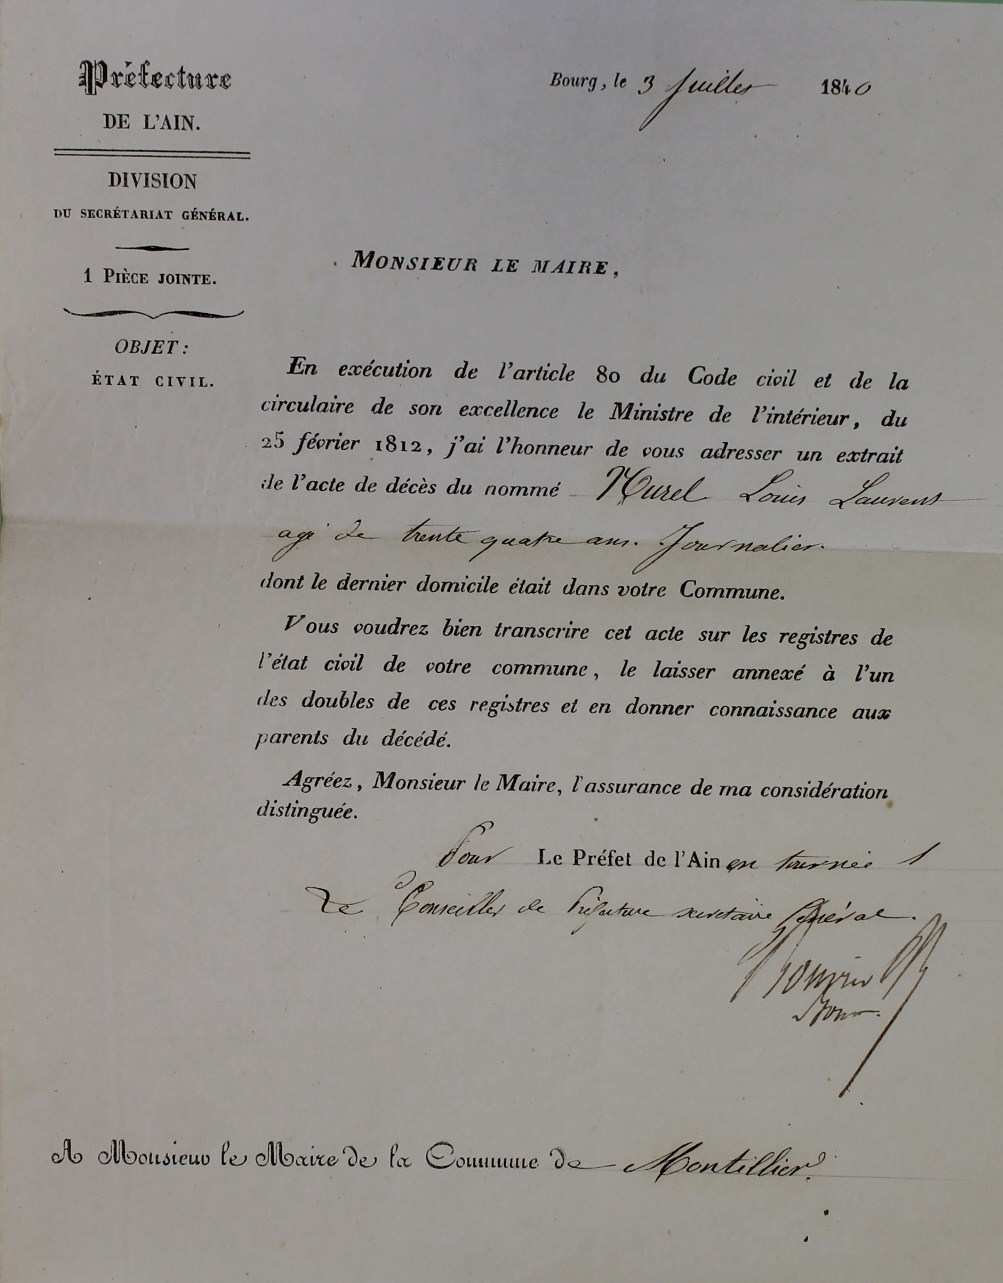 Préfecture
DE L'AIN.
DIVISION
DU SECRÉTARIAT GÉNÉRAL.
1 PIÈCE JOINTE.
OBJET :
ÉTAT CIVIL.
Bourg, le 3 Juillet 1840
MONSIEUR LE MAIRE,
En exécution de l'article 80 du Code civil et de la
circulaire de son excellence le Ministre de l'intérieur, du
25 février 1812, j'ai l'honneur de vous adresser un extrait
de l'acte de décès du nommé Louis Laurent
agé de trente quatre ans. Journalier.
dont le dernier domicile était dans votre Commune.
Vous voudrez bien transcrire cet acte sur les registres de
l'état civil de votre commune, le laisser annexé à l'un
des doubles de ces registres et en donner connaissance aux
parents du décédé.
Agréez, Monsieur le Maire, l'assurance de ma considération
distinguée.
Pour Le Préfet de l'Ain en tournée
Le Conseiller de Préfecture secrétaire Général.
A Monsieur le Maire de la Commune de Montillier.